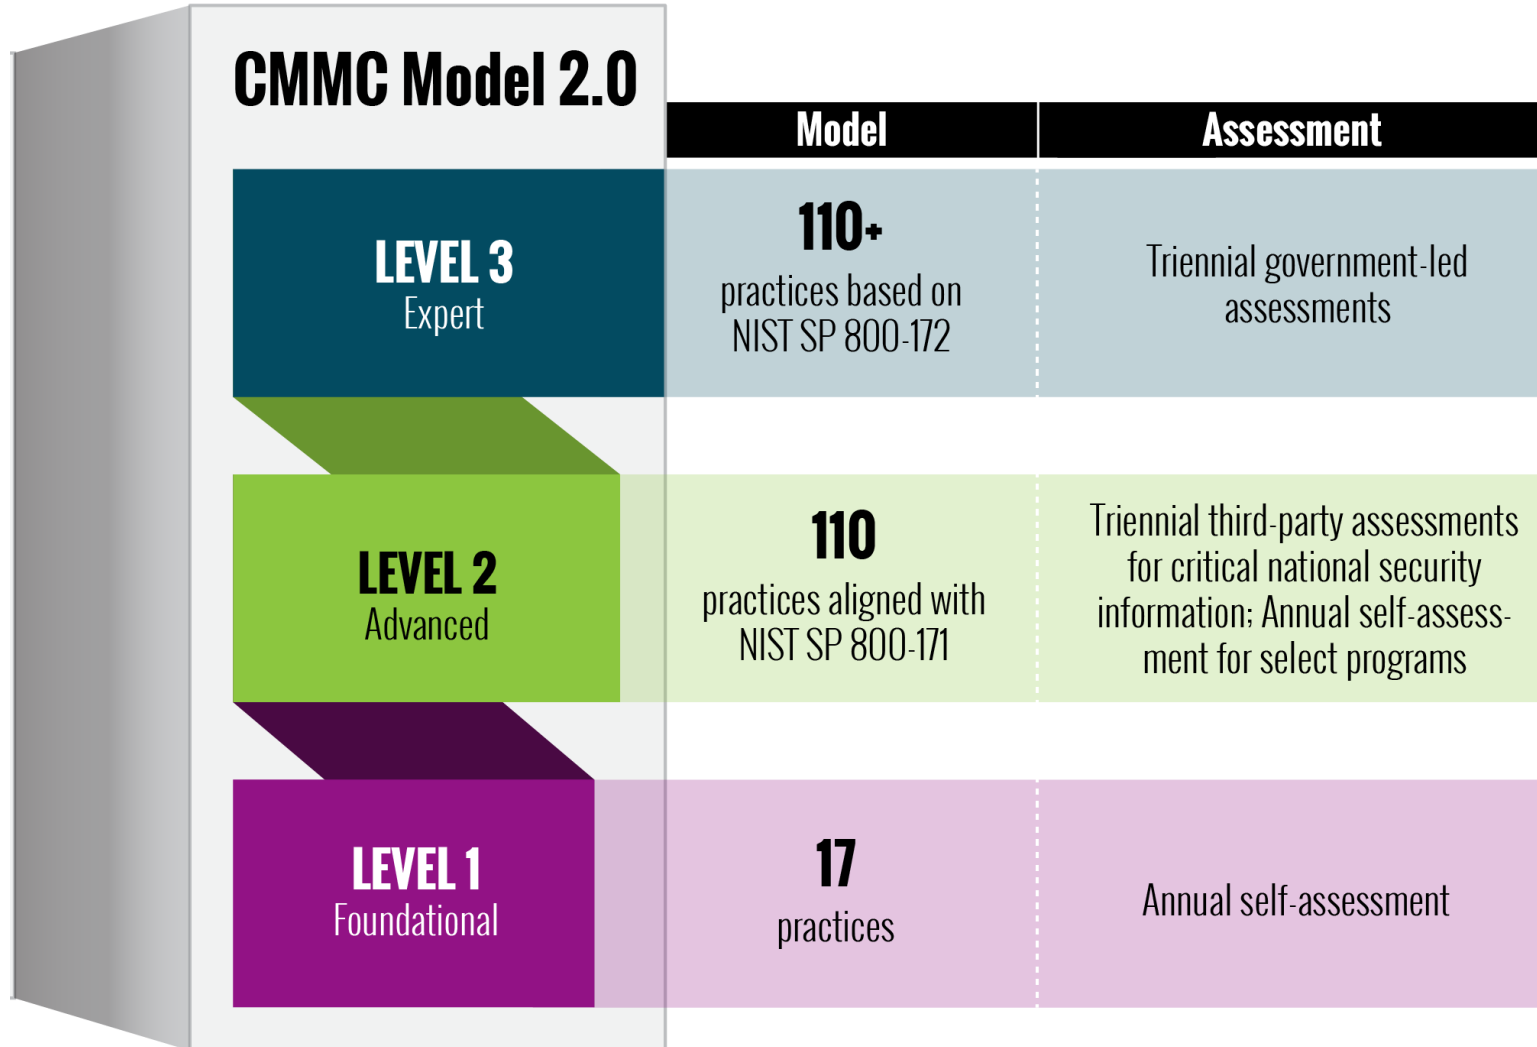 CMMC Model 2.0
Model
Assessment
LEVEL 3
Expert
110+
practices based on
NIST SP 800-172
Triennial government-led
assessments
LEVEL 2
Advanced
110
practices aligned with
NIST SP 800-171
Triennial third-party assessments
for critical national security
information; Annual self-assess-
ment for select programs
LEVEL 1
Foundational
17
practices
Annual self-assessment